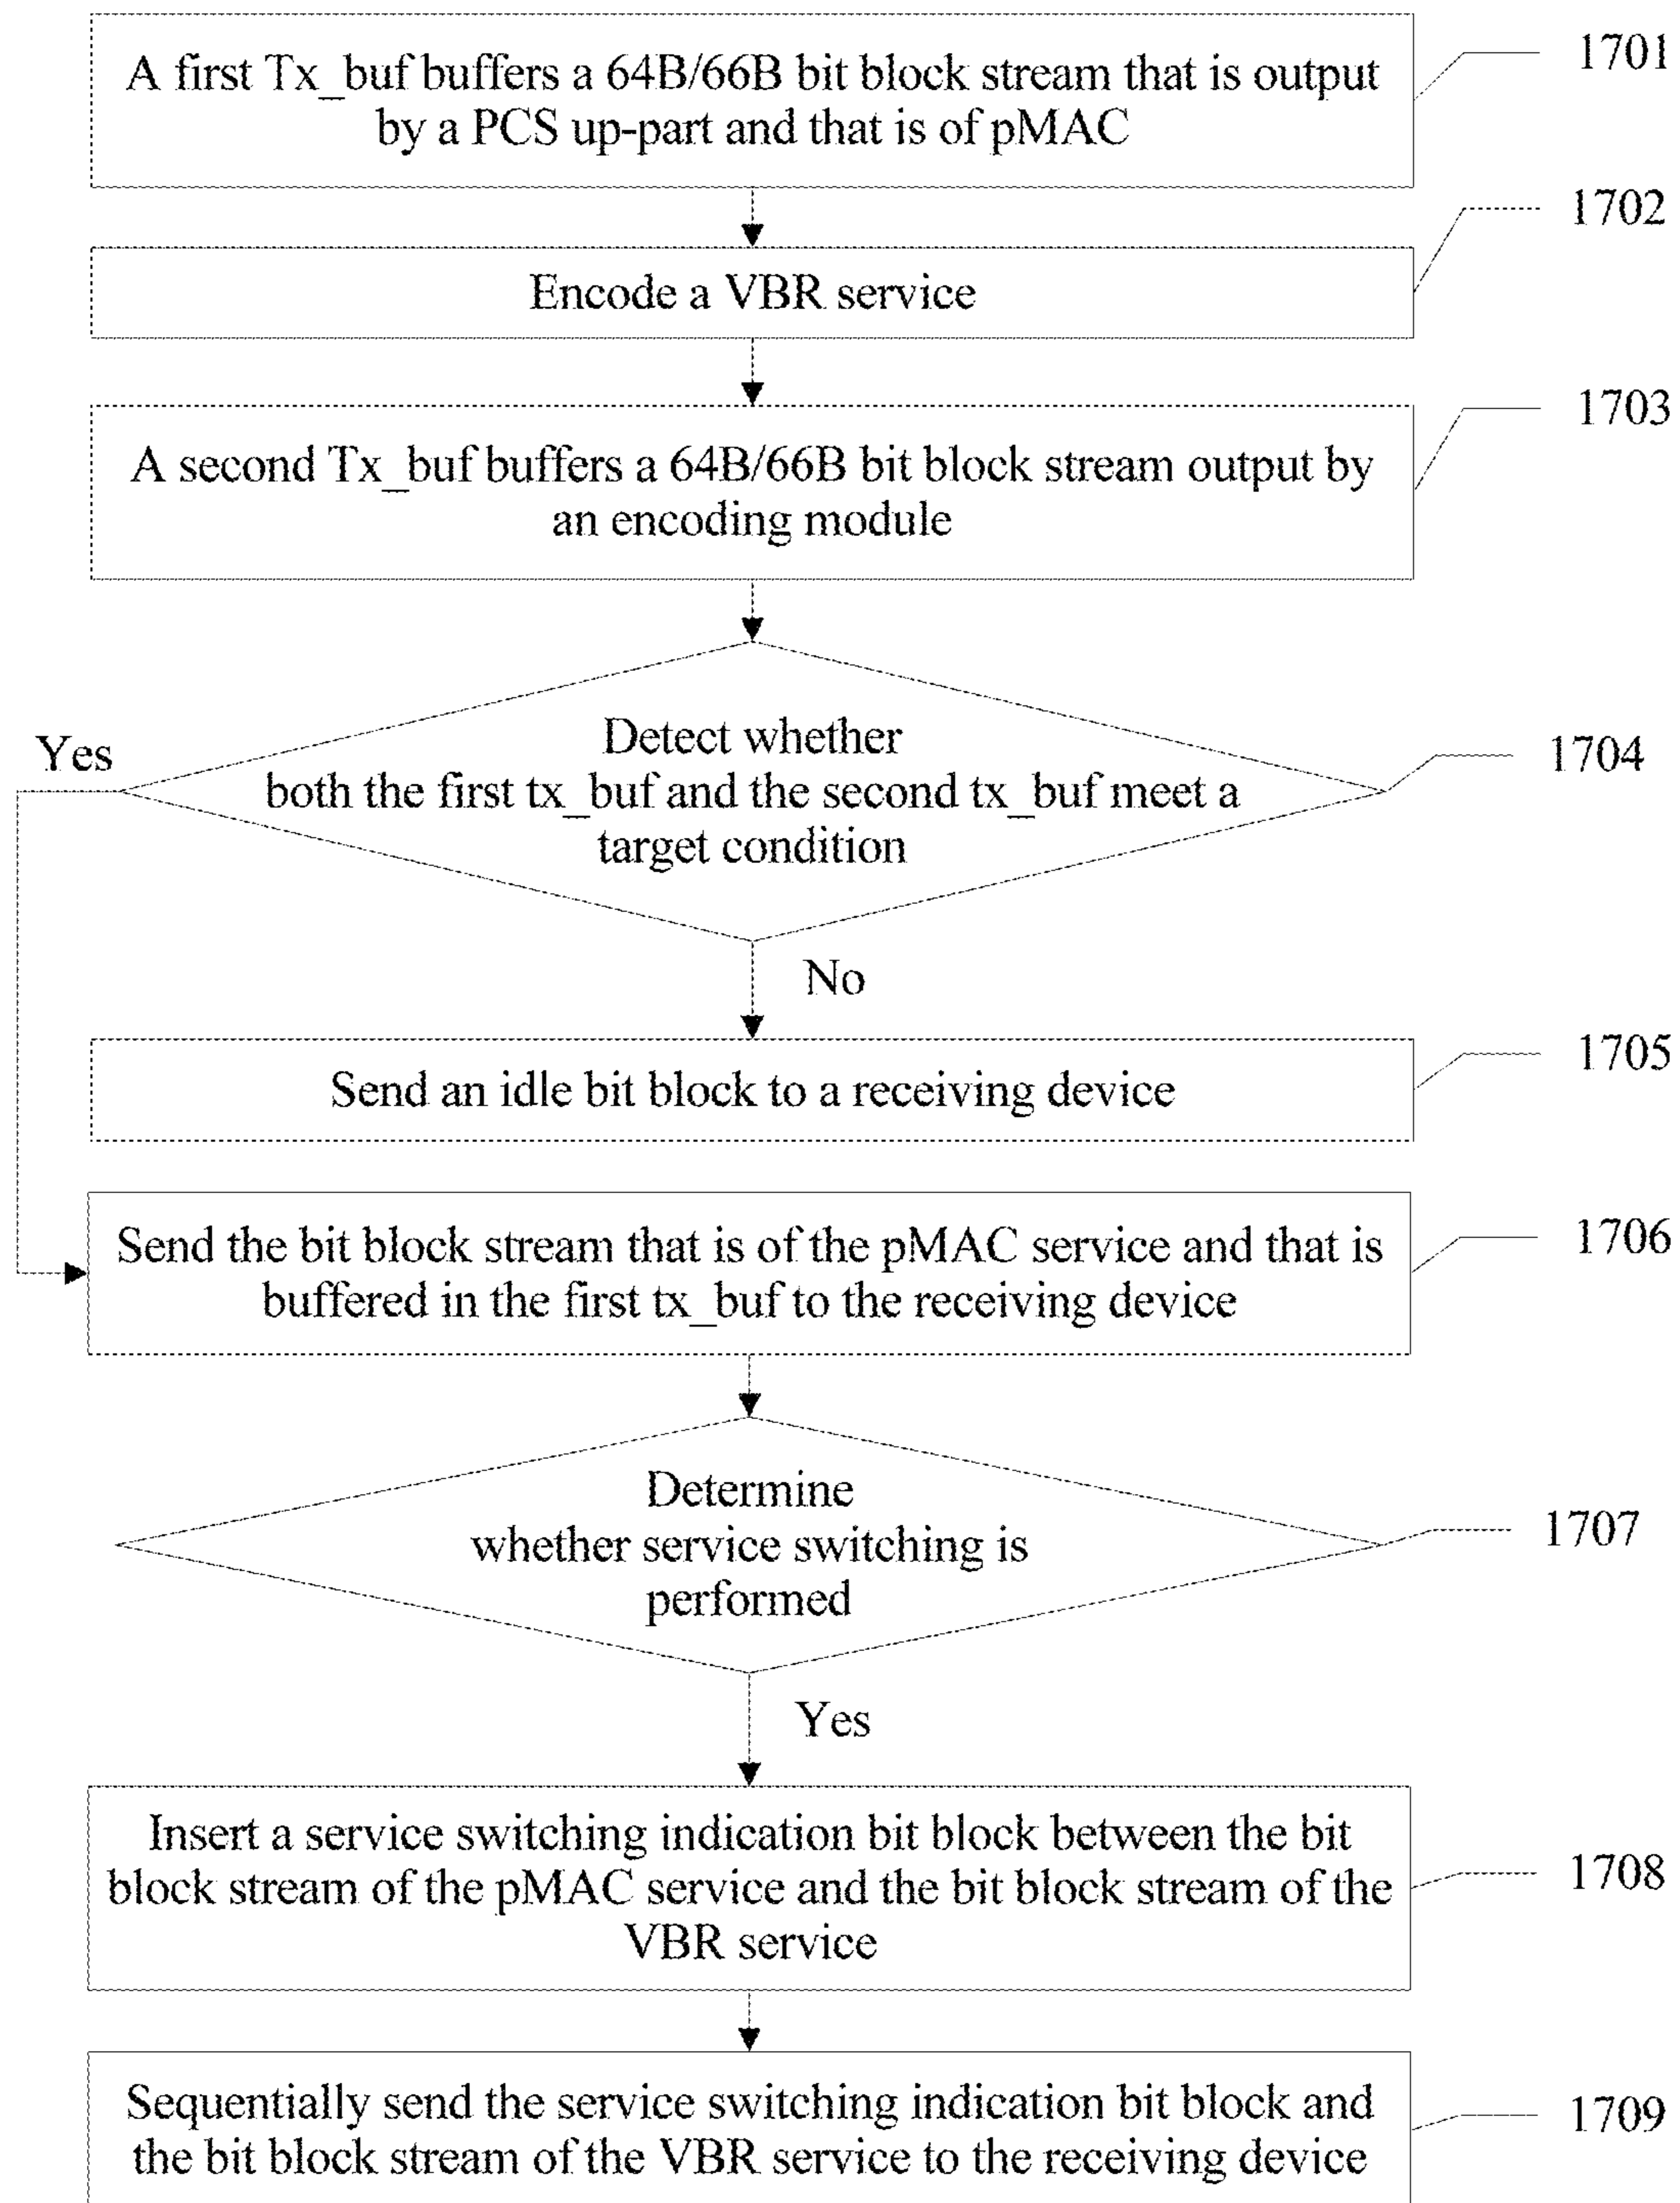 A first Tx_buf buffers a 64B/66B bit block stream that is output
by a PCS up-part and that is of pMAC
1701
Encode a VBR service
1702
A second Tx_buf buffers a 64B/66B bit block stream output by
an encoding module
1703
Detect whether
both the first tx_buf and the second tx_buf meet a
target condition
1704
Yes
No
Send an idle bit block to a receiving device
1705
Send the bit block stream that is of the pMAC service and that is
buffered in the first tx_buf to the receiving device
1706
Determine
whether service switching is
performed
1707
Yes
Insert a service switching indication bit block between the bit
block stream of the pMAC service and the bit block stream of the
VBR service
1708
Sequentially send the service switching indication bit block and
the bit block stream of the VBR service to the receiving device
1709